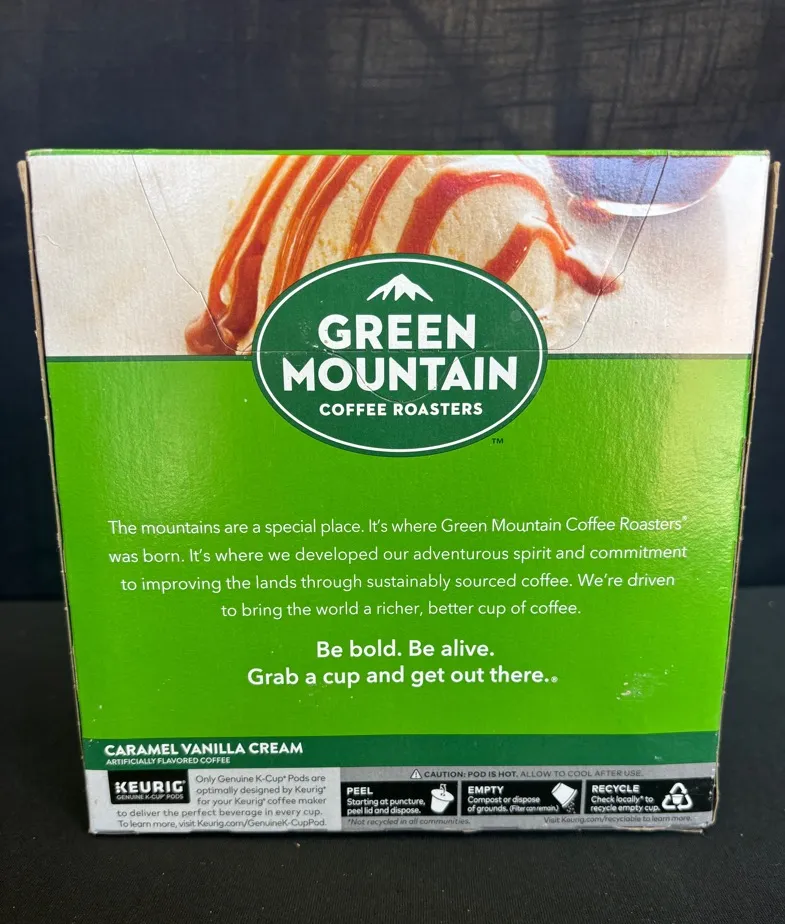 GREEN
MOUNTAIN
COFFEE ROASTERS
™
The mountains are a special place. It's where Green Mountain Coffee Roasters®
was born. It's where we developed our adventurous spirit and commitment
to improving the lands through sustainably sourced coffee. We're driven
to bring the world a richer, better cup of coffee.
Be bold. Be alive.
Grab a cup and get out there.®
CARAMEL VANILLA CREAM
ARTIFICIALLY FLAVORED COFFEE
KEURIG®
GENUINE K-CUP® PODS
Only Genuine K-Cup® Pods are
optimally designed by Keurig®
for your Keurig® coffee maker
to deliver the perfect beverage in every cup.
To learn more, visit Keurig.com/GenuineK-CupPod.
CAUTION: POD IS HOT. ALLOW TO COOL AFTER USE.
PEEL
Starting at puncture,
peel lid and dispose.
EMPTY
Compost or dispose
of grounds. (Filter can remain.)
RECYCLE
Check locally* to
recycle empty cup.
*Not recycled in all communities.
Visit Keurig.com/recyclable to learn more.